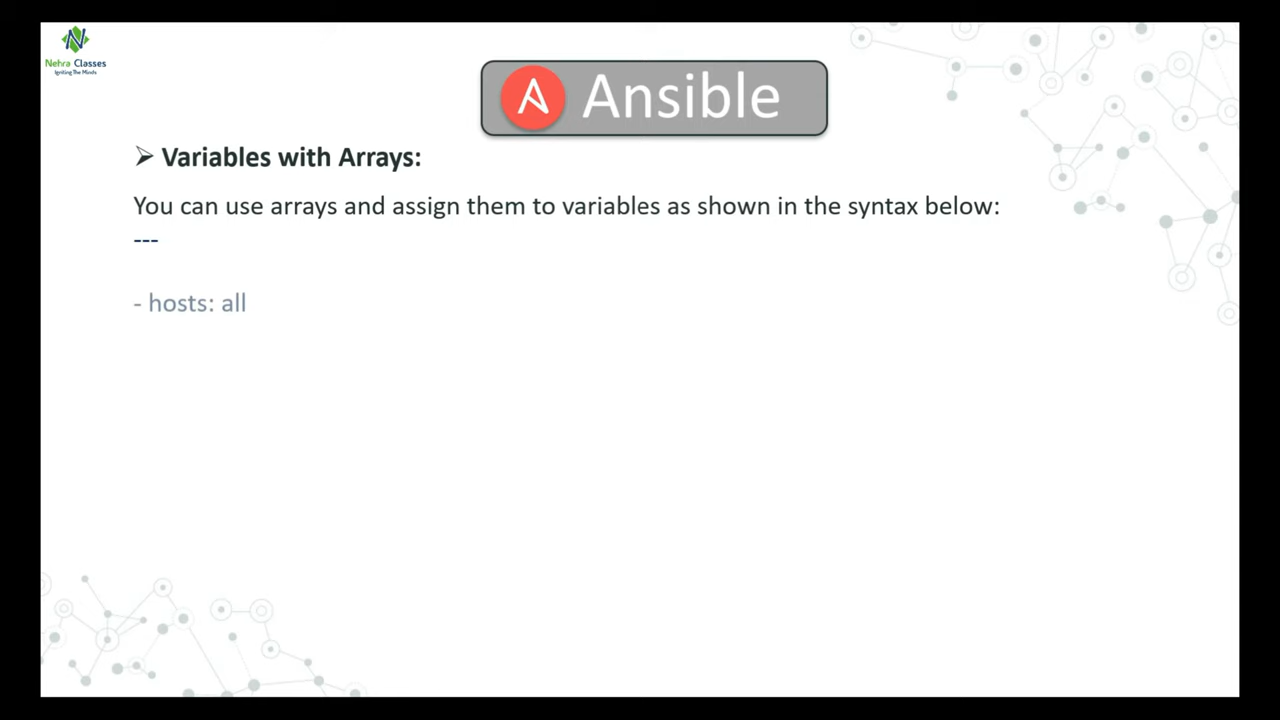 Nehra Classes
Igniting The Minds
Ansible
Variables with Arrays:
You can use arrays and assign them to variables as shown in the syntax below:
---
- hosts: all